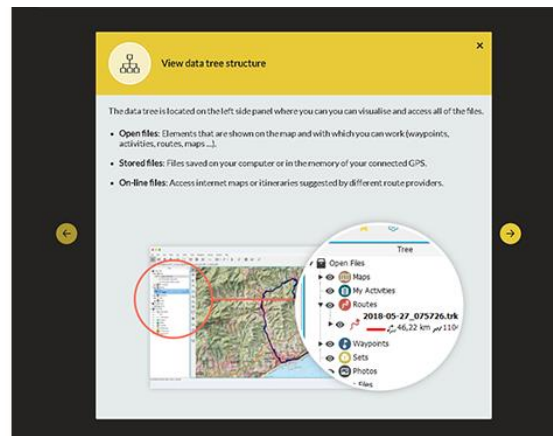 View data tree structure
×
The data tree is located on the left side panel where you can you can visualise and access all of the files.
• Open files: Elements that are shown on the map and with which you can work (waypoints,
activities, routes, maps ...).
• Stored files: Files saved on your computer or in the memory of your connected GPS.
• On-line files: Access internet maps or itineraries suggested by different route providers.
Tree
Open Files
Maps
My Activities
Routes
2018-05-27_075726.trk
46,22 km 1104
Waypoints
Sets
Photos
Files